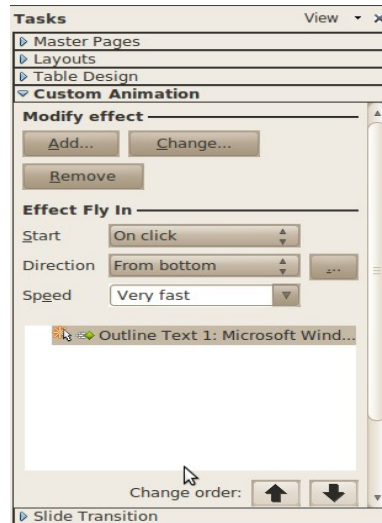 Tasks View
Master Pages
Layouts
Table Design
Custom Animation
Modify effect
Add... Change...
Remove
Effect Fly In
Start On click
Direction From bottom ...
Speed Very fast
Outline Text 1: Microsoft Wind...
Change order:
Slide Transition